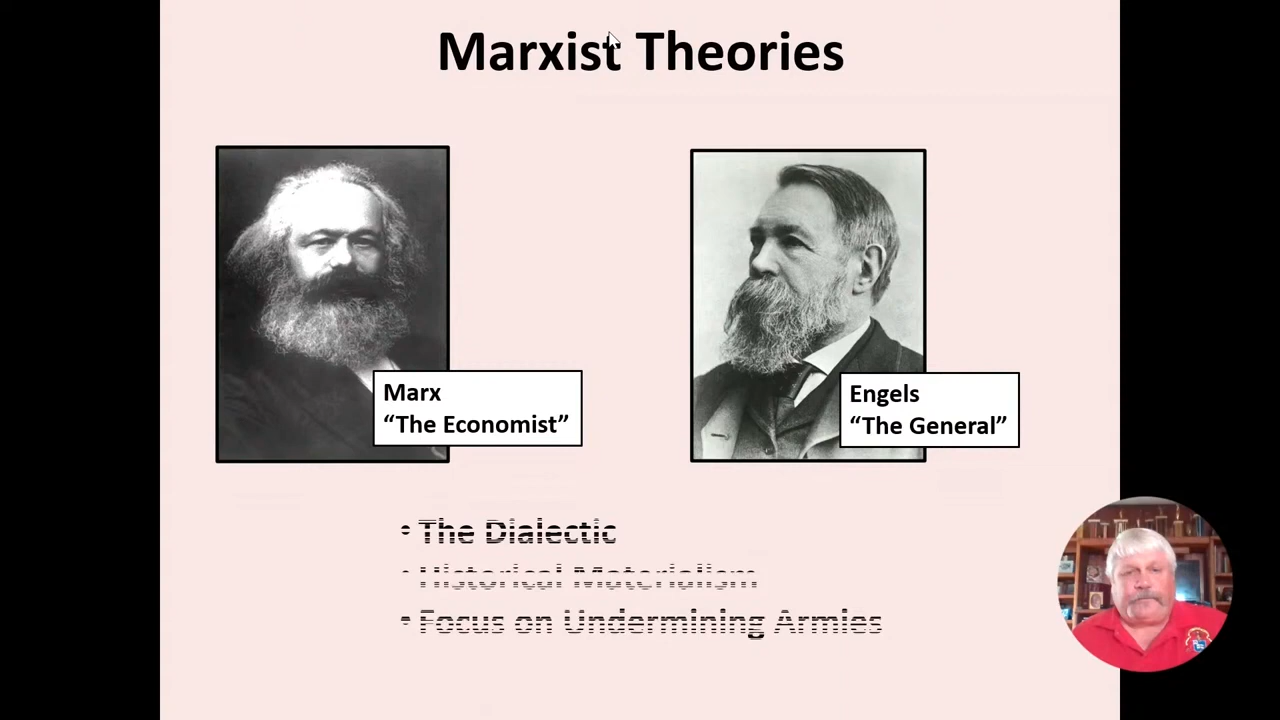 Marxist Theories
Marx
“The Economist”
Engels
“The General”
• The Dialectic
• Historical Materialism
• Focus on Undermining Armies